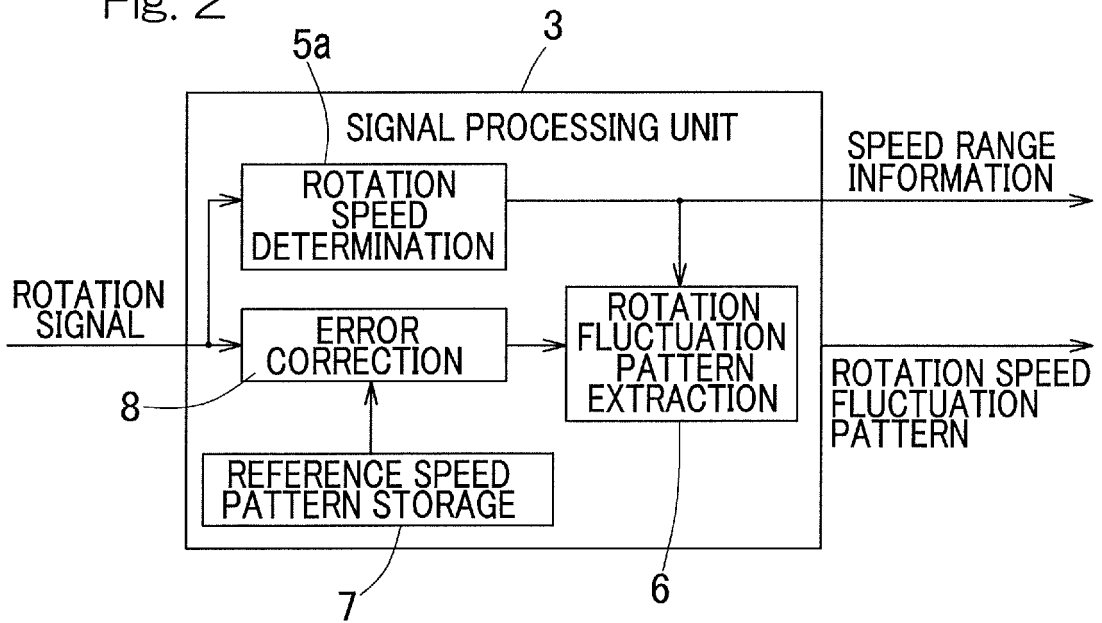 Fig. 2
5a
3
SIGNAL PROCESSING UNIT
ROTATION
SPEED
DETERMINATION
SPEED RANGE
INFORMATION
ROTATION
SIGNAL
ERROR
CORRECTION
8
ROTATION
FLUCTUATION
PATTERN
EXTRACTION
ROTATION SPEED
FLUCTUATION
PATTERN
REFERENCE SPEED
PATTERN STORAGE
7
6